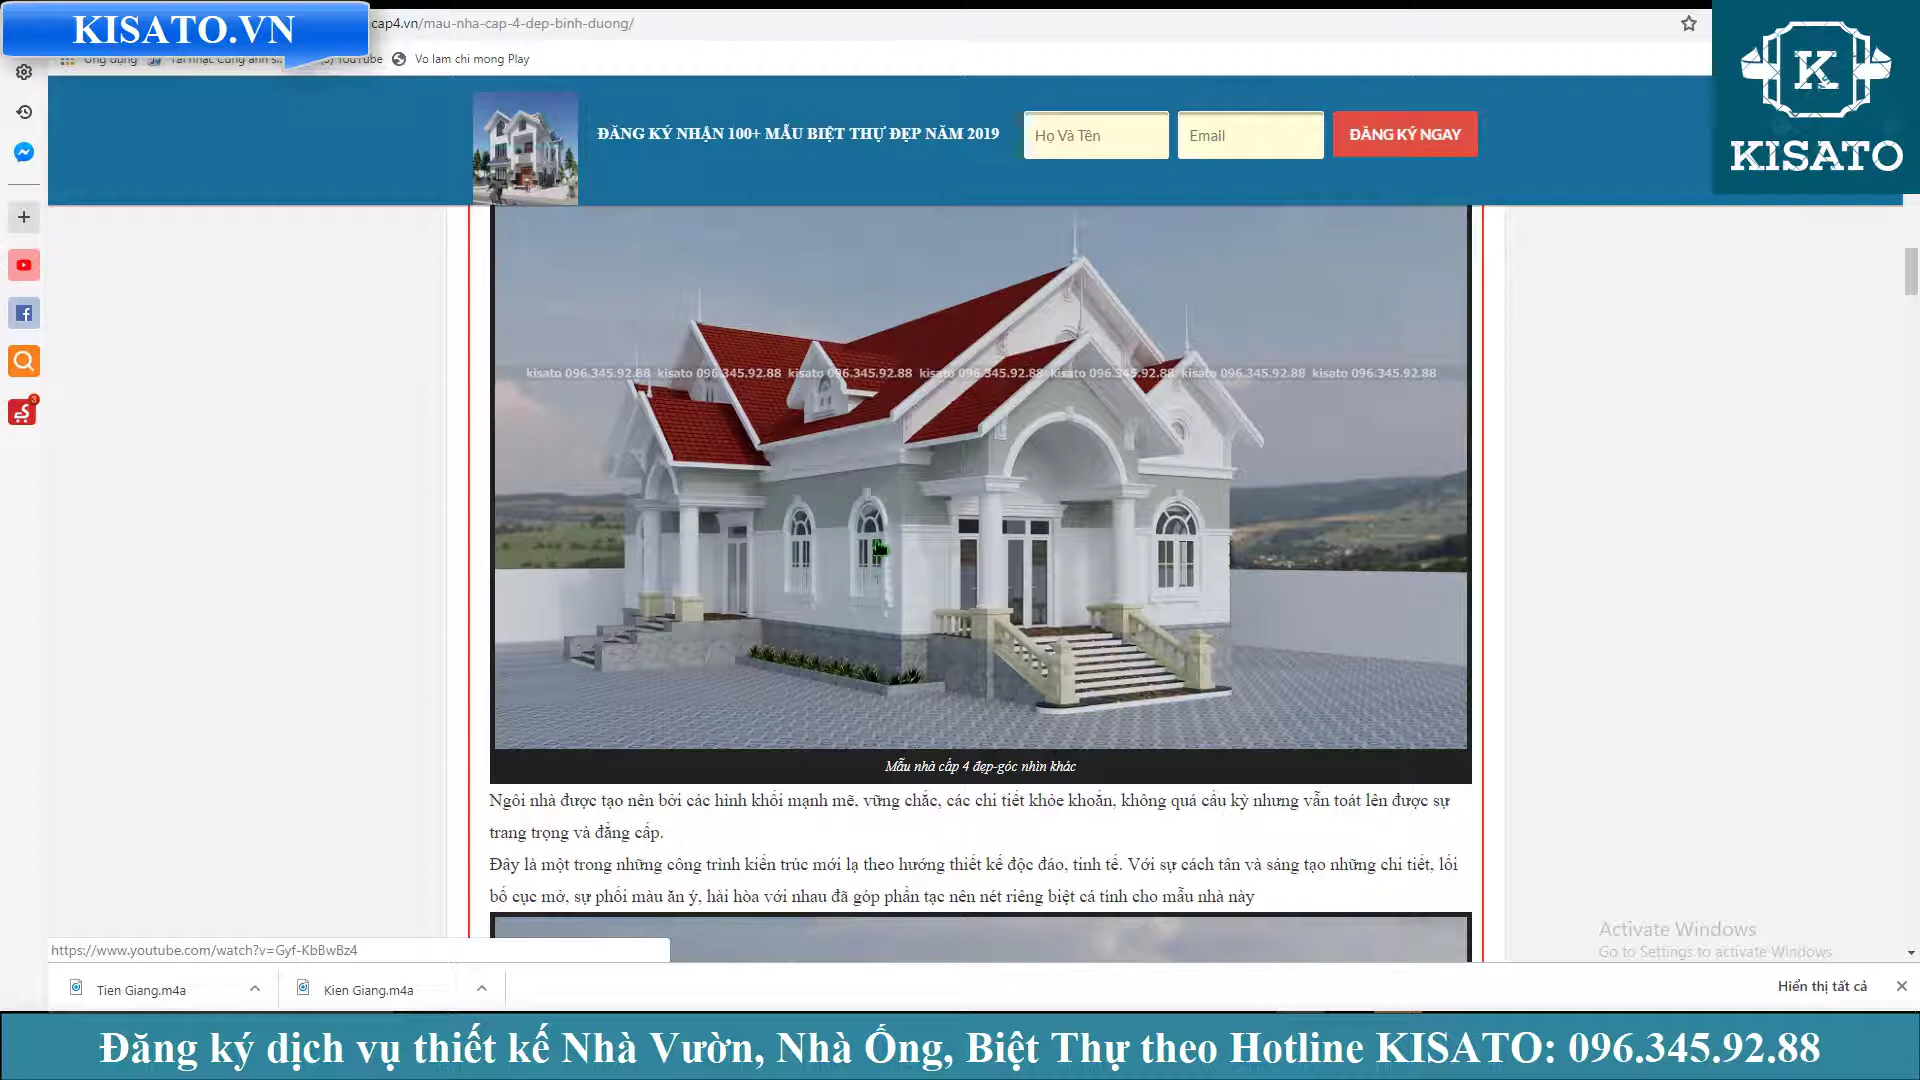 KISATO.VN
cap4.vn/mau-nha-cap-4-dep-binh-duong/
Ứng dụng
Tải nhạc Cung ảnh s...
YouTube
Vo lam chi mong Play
K
KISATO
ĐĂNG KÝ NHẬN 100+ MẪU BIỆT THỰ ĐẸP NĂM 2019
Họ Và Tên
Email
ĐĂNG KÝ NGAY
3
kisato 096.345.92.88 kisato 096.345.92.88 kisato 096.345.92.88 kisato 096.345.92.88 kisato 096.345.92.88 kisato 096.345.92.88 kisato 096.345.92.88
Mẫu nhà cấp 4 đẹp-góc nhìn khác
Ngôi nhà được tạo nên bởi các hình khối mạnh mẽ, vững chắc, các chi tiết khỏe khoắn, không quá cầu kỳ nhưng vẫn toát lên được sự
trang trọng và đẳng cấp.
Đây là một trong những công trình kiến trúc mới lạ theo hướng thiết kế độc đáo, tinh tế. Với sự cách tân và sáng tạo những chi tiết, lối
bố cục mở, sự phối màu ăn ý, hài hòa với nhau đã góp phần tạc nên nét riêng biệt cá tính cho mẫu nhà này
Activate Windows
Go to Settings to activate Windows.
https://www.youtube.com/watch?v=Gyf-KbBwBz4
Tien Giang.m4a
Kien Giang.m4a
Hiển thị tất cả
Đăng ký dịch vụ thiết kế Nhà Vườn, Nhà Ống, Biệt Thự theo Hotline KISATO: 096.345.92.88